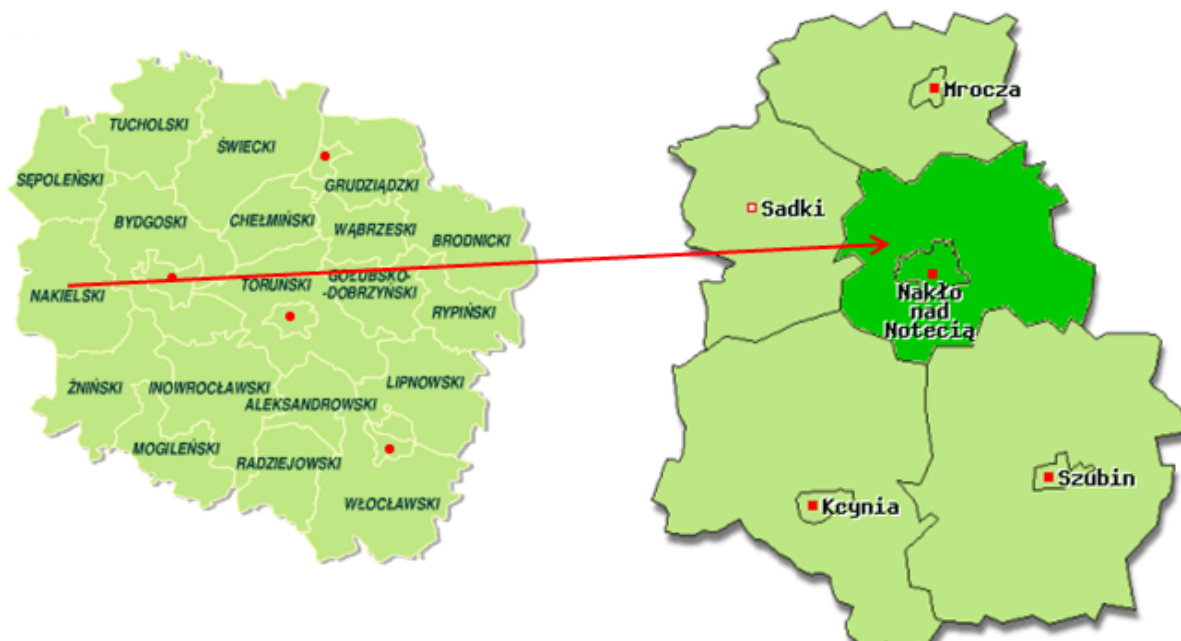 TUCHOLSKI
ŚWIECKI
SĘPOLEŃSKI
GRUDZIĄDZKI
BYDGOSKI
CHEŁMIŃSKI
WĄBRZESKI
BRODNICKI
NAKIELSKI
TORUŃSKI
GOŁUBSKO-
-DOBRZYŃSKI
RYPIŃSKI
ŻNIŃSKI
INOWROCŁAWSKI
LIPNOWSKI
ALEKSANDROWSKI
MOGILEŃSKI
RADZIEJOWSKI
WŁOCŁAWSKI
Mrocza
Sadki
Nakło
nad
Notecią
Szubin
Kcynia